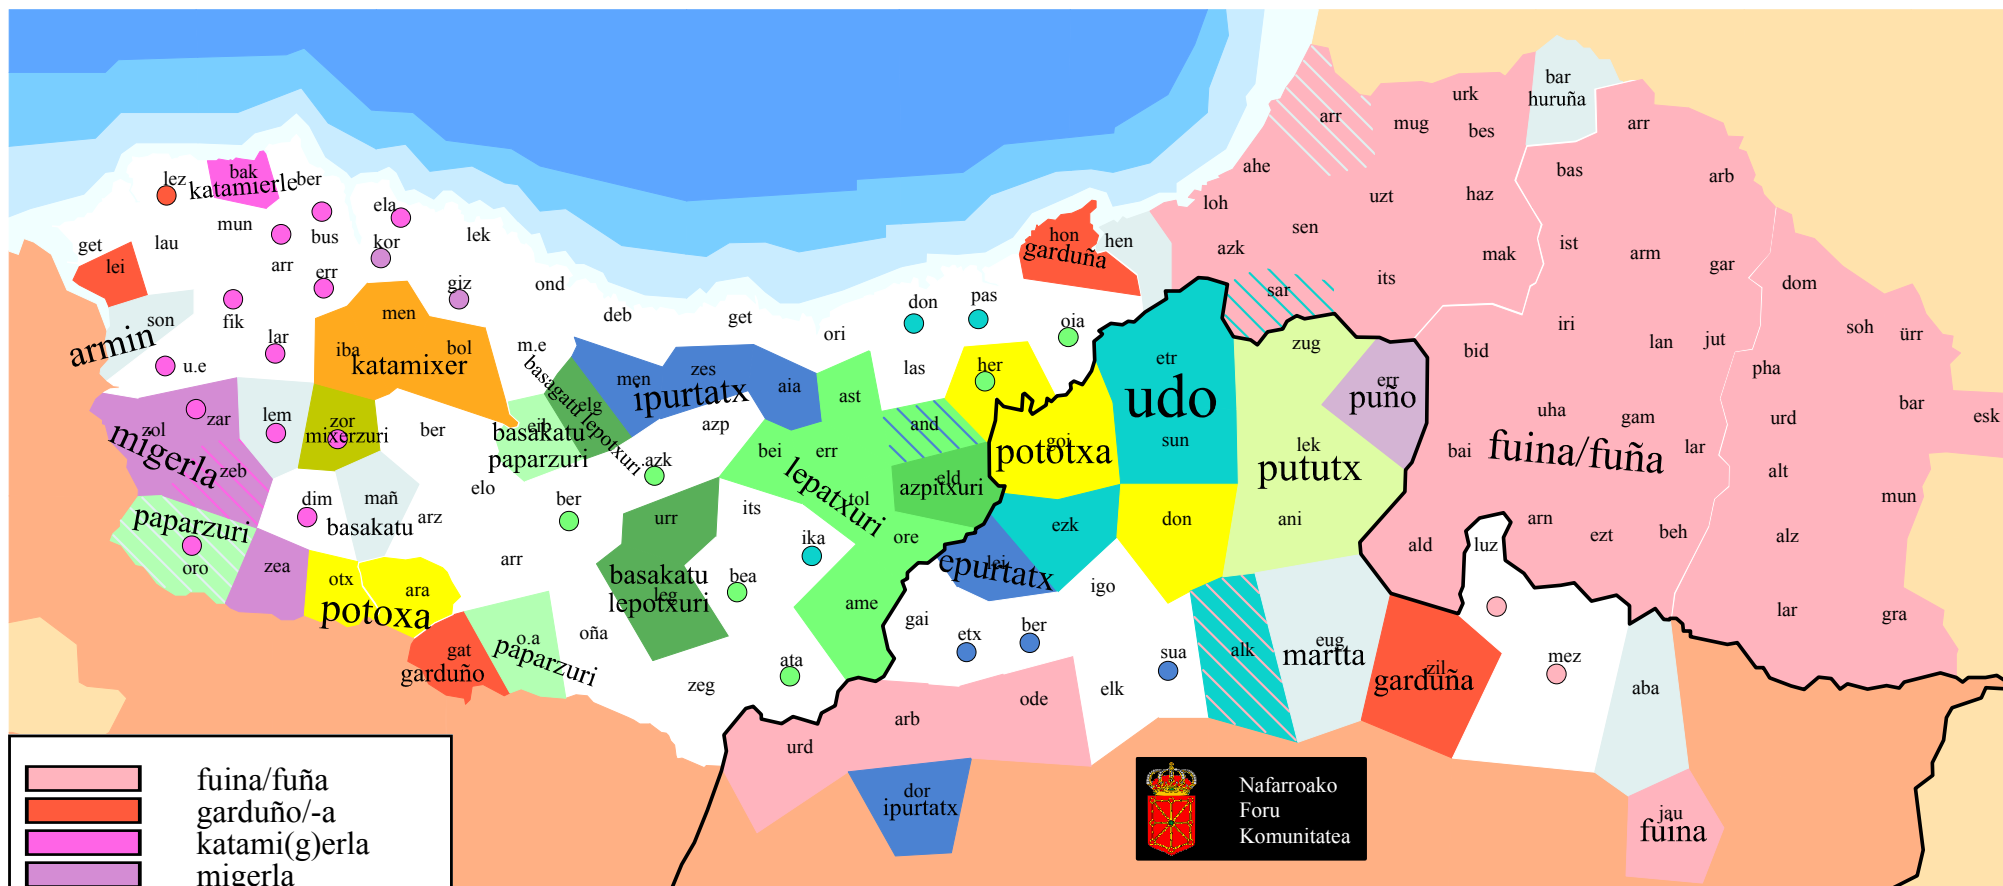 bar
huruña
urk
arr
mug
bes
arr
ahe
bas
arb
lez
bak
katamierle
ber
uzt
haz
loh
ela
mun
bus
kor
lek
hon
garduña
hen
sen
azk
get
lau
lei
arr
err
giz
ond
mak
its
ist
arm
gar
dom
sar
son
armin
fik
men
lar
deb
get
don
pas
oia
ori
iri
soh
ürr
lan
jut
zug
u.e
iba
bol
katamixer
m.e
basagatu lepotxuri
men
zes
aia
ipurtatx
las
her
etr
udo
bid
pha
err
puño
zar
zol
migerla
zeb
lem
zor
mixerzuri
ber
eib
elg
basakatu
paparzuri
azp
ast
and
goi
pototxa
sun
lek
pututx
bai
uha
gam
lar
fuina/fuña
urd
bar
esk
alt
bei
err
lepatxuri
tol
eld
azpitxuri
azk
dim
mañ
basakatu
elo
arz
ber
urr
its
ika
ore
ezk
don
ani
arn
ezt
beh
mun
alz
paparzuri
oro
zea
otx
ara
potoxa
arr
basakatu
leg
lepotxuri
bea
ame
lei
epurtatx
igo
ald
luz
lar
gra
gat
garduño
o.a
paparzuri
oña
zeg
ata
gai
etx
ber
sua
alk
eug
martta
zil
garduña
mez
aba
elk
ode
arb
urd
dor
ipurtatx
jau
fuina
Nafarroako
Foru
Komunitatea
fuina/fuña
garduño/-a
katami(g)erla
migerla